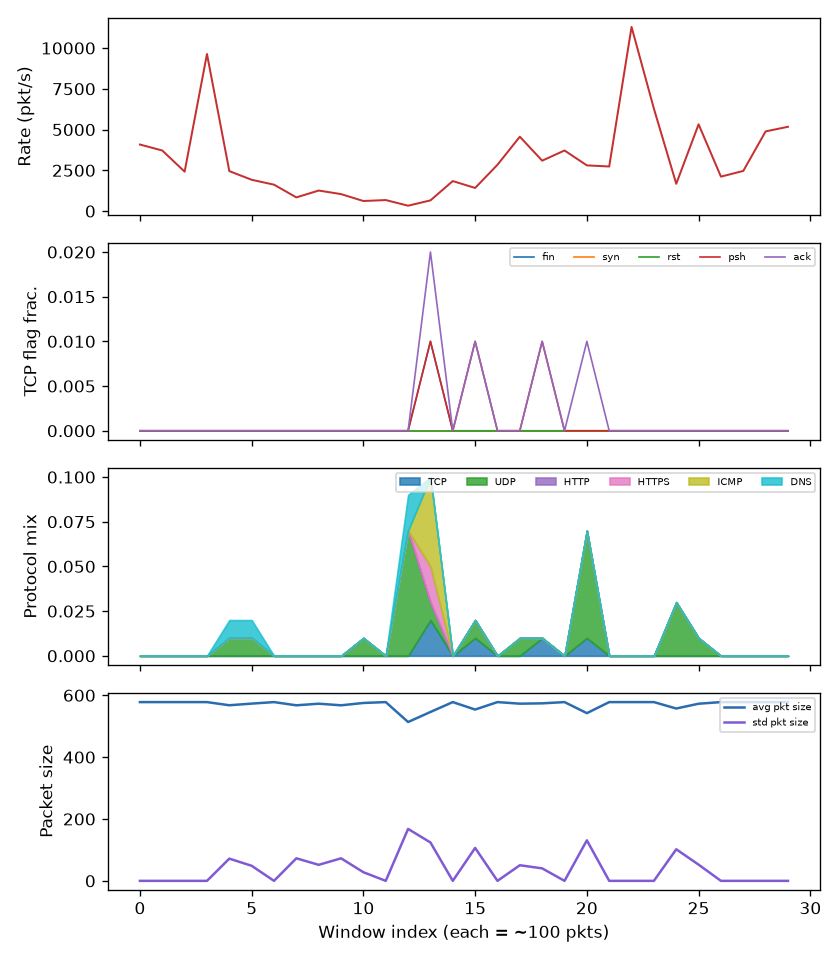 10000
7500
5000
2500
0
Rate (pkt/s)
fin syn rst psh ack
0.020
0.015
0.010
0.005
0.000
TCP flag frac.
TCP UDP HTTP HTTPS ICMP DNS
0.100
0.075
0.050
0.025
0.000
Protocol mix
avg pkt size
std pkt size
600
400
200
0
Packet size
0 5 10 15 20 25 30
Window index (each = ~100 pkts)